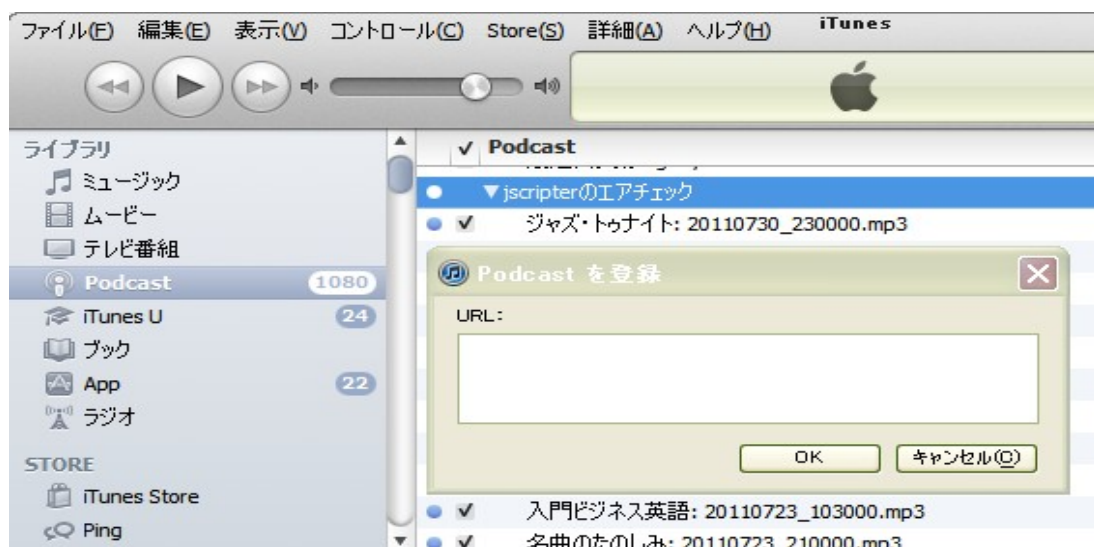 ファイル(F) 編集(E) 表示(V) コントロール(C) Store(S) 詳細(A) ヘルプ(H) iTunes
ライブラリ
ミュージック
ムービー
テレビ番組
Podcast 1080
iTunes U 24
ブック
App 22
ラジオ
STORE
iTunes Store
Ping
Podcast
jscripterのエアチェック
ジャズ・トゥナイト: 20110730_230000.mp3
Podcast を登録
URL:
OK キャンセル(C)
入門ビジネス英語: 20110723_103000.mp3
名曲のたのしみ: 20110723_210000.mp3